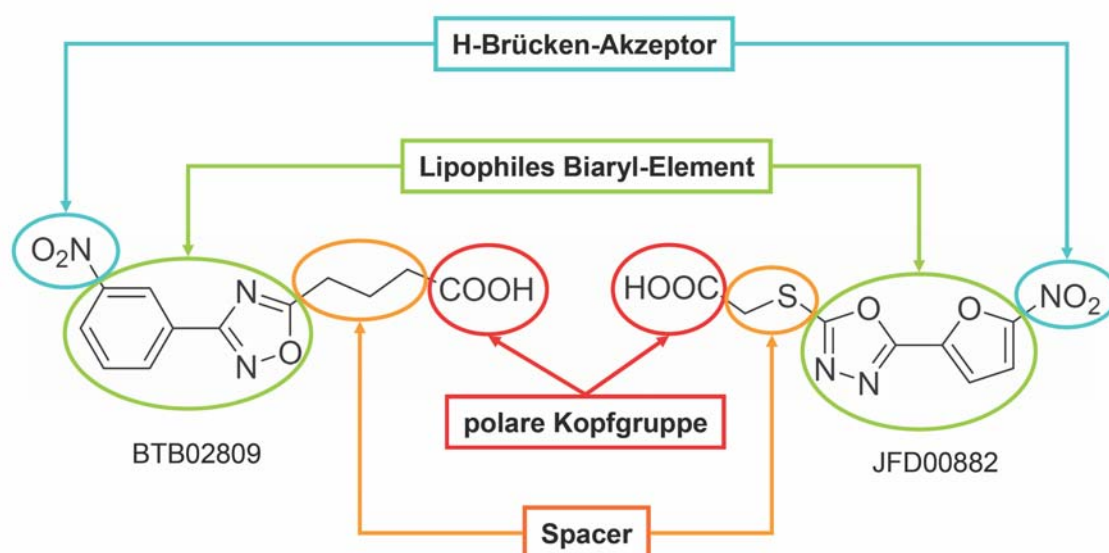 H-Brücken-Akzeptor
Lipophiles Biaryl-Element
O₂N
N
N
O
COOH
HOOC
S
O
N
N
O
NO₂
polare Kopfgruppe
BTB02809
JFD00882
Spacer